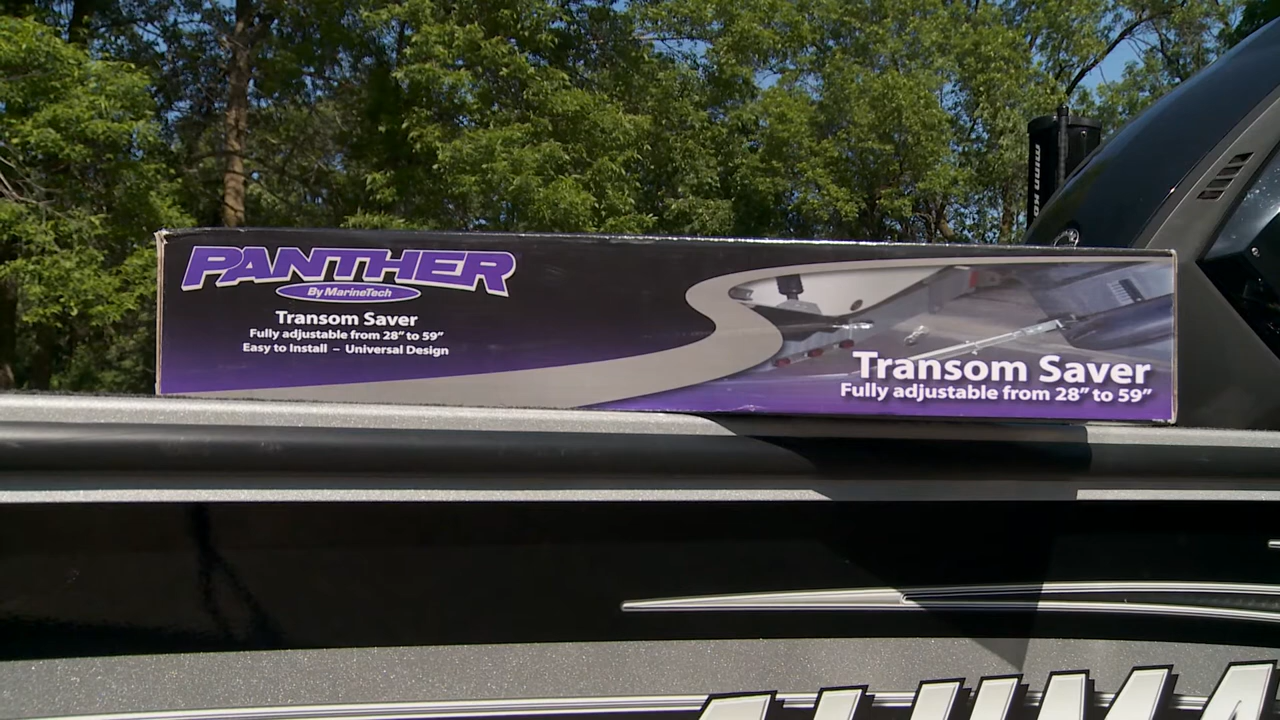 PANTHER
By MarineTech
Transom Saver
Fully adjustable from 28” to 59”
Easy to Install – Universal Design
Transom Saver
Fully adjustable from 28” to 59”
MINN